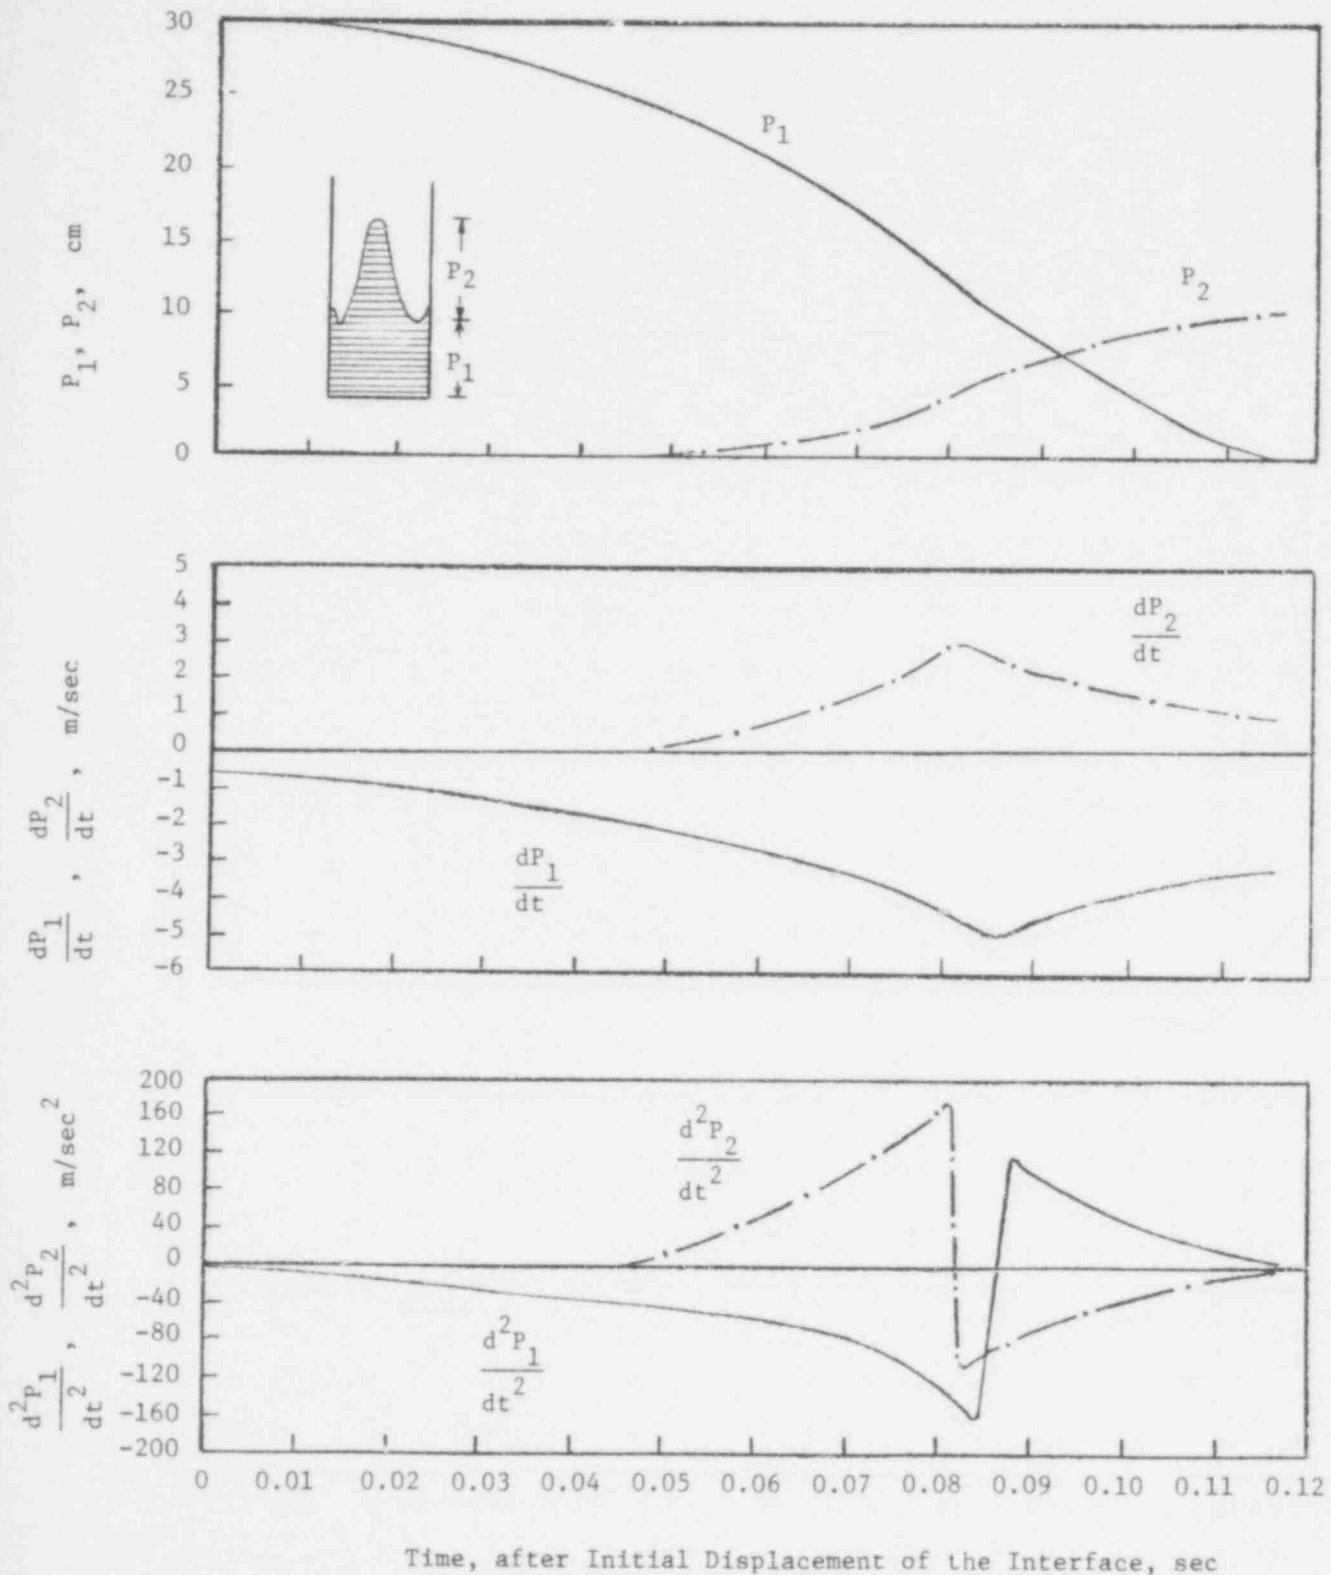 30
25
20
15
10
5
0
P1, P2, cm
P1
P2
P2
P1
5
4
3
2
1
0
-1
-2
-3
-4
-5
-6
dP1/dt , dP2/dt , m/sec
dP2/dt
dP1/dt
200
160
120
80
40
0
-40
-80
-120
-160
-200
d²P1/dt² , d²P2/dt² , m/sec²
d²P2/dt²
d²P1/dt²
0 0.01 0.02 0.03 0.04 0.05 0.06 0.07 0.08 0.09 0.10 0.11 0.12
Time, after Initial Displacement of the Interface, sec